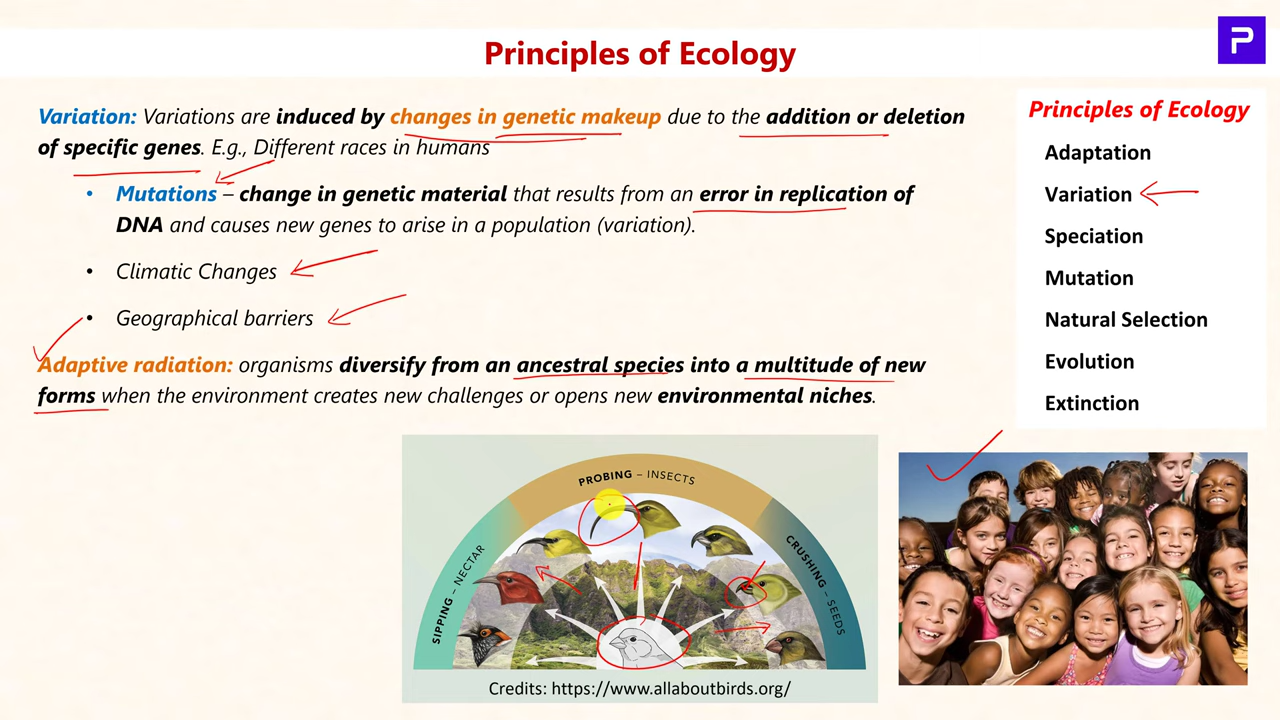 P
Principles of Ecology
Variation: Variations are induced by changes in genetic makeup due to the addition or deletion
of specific genes. E.g., Different races in humans
• Mutations – change in genetic material that results from an error in replication of
DNA and causes new genes to arise in a population (variation).
• Climatic Changes
• Geographical barriers
Adaptive radiation: organisms diversify from an ancestral species into a multitude of new
forms when the environment creates new challenges or opens new environmental niches.
Principles of Ecology
Adaptation
Variation
Speciation
Mutation
Natural Selection
Evolution
Extinction
SIPPING – NECTAR
PROBING – INSECTS
CRUSHING – SEEDS
Credits: https://www.allaboutbirds.org/